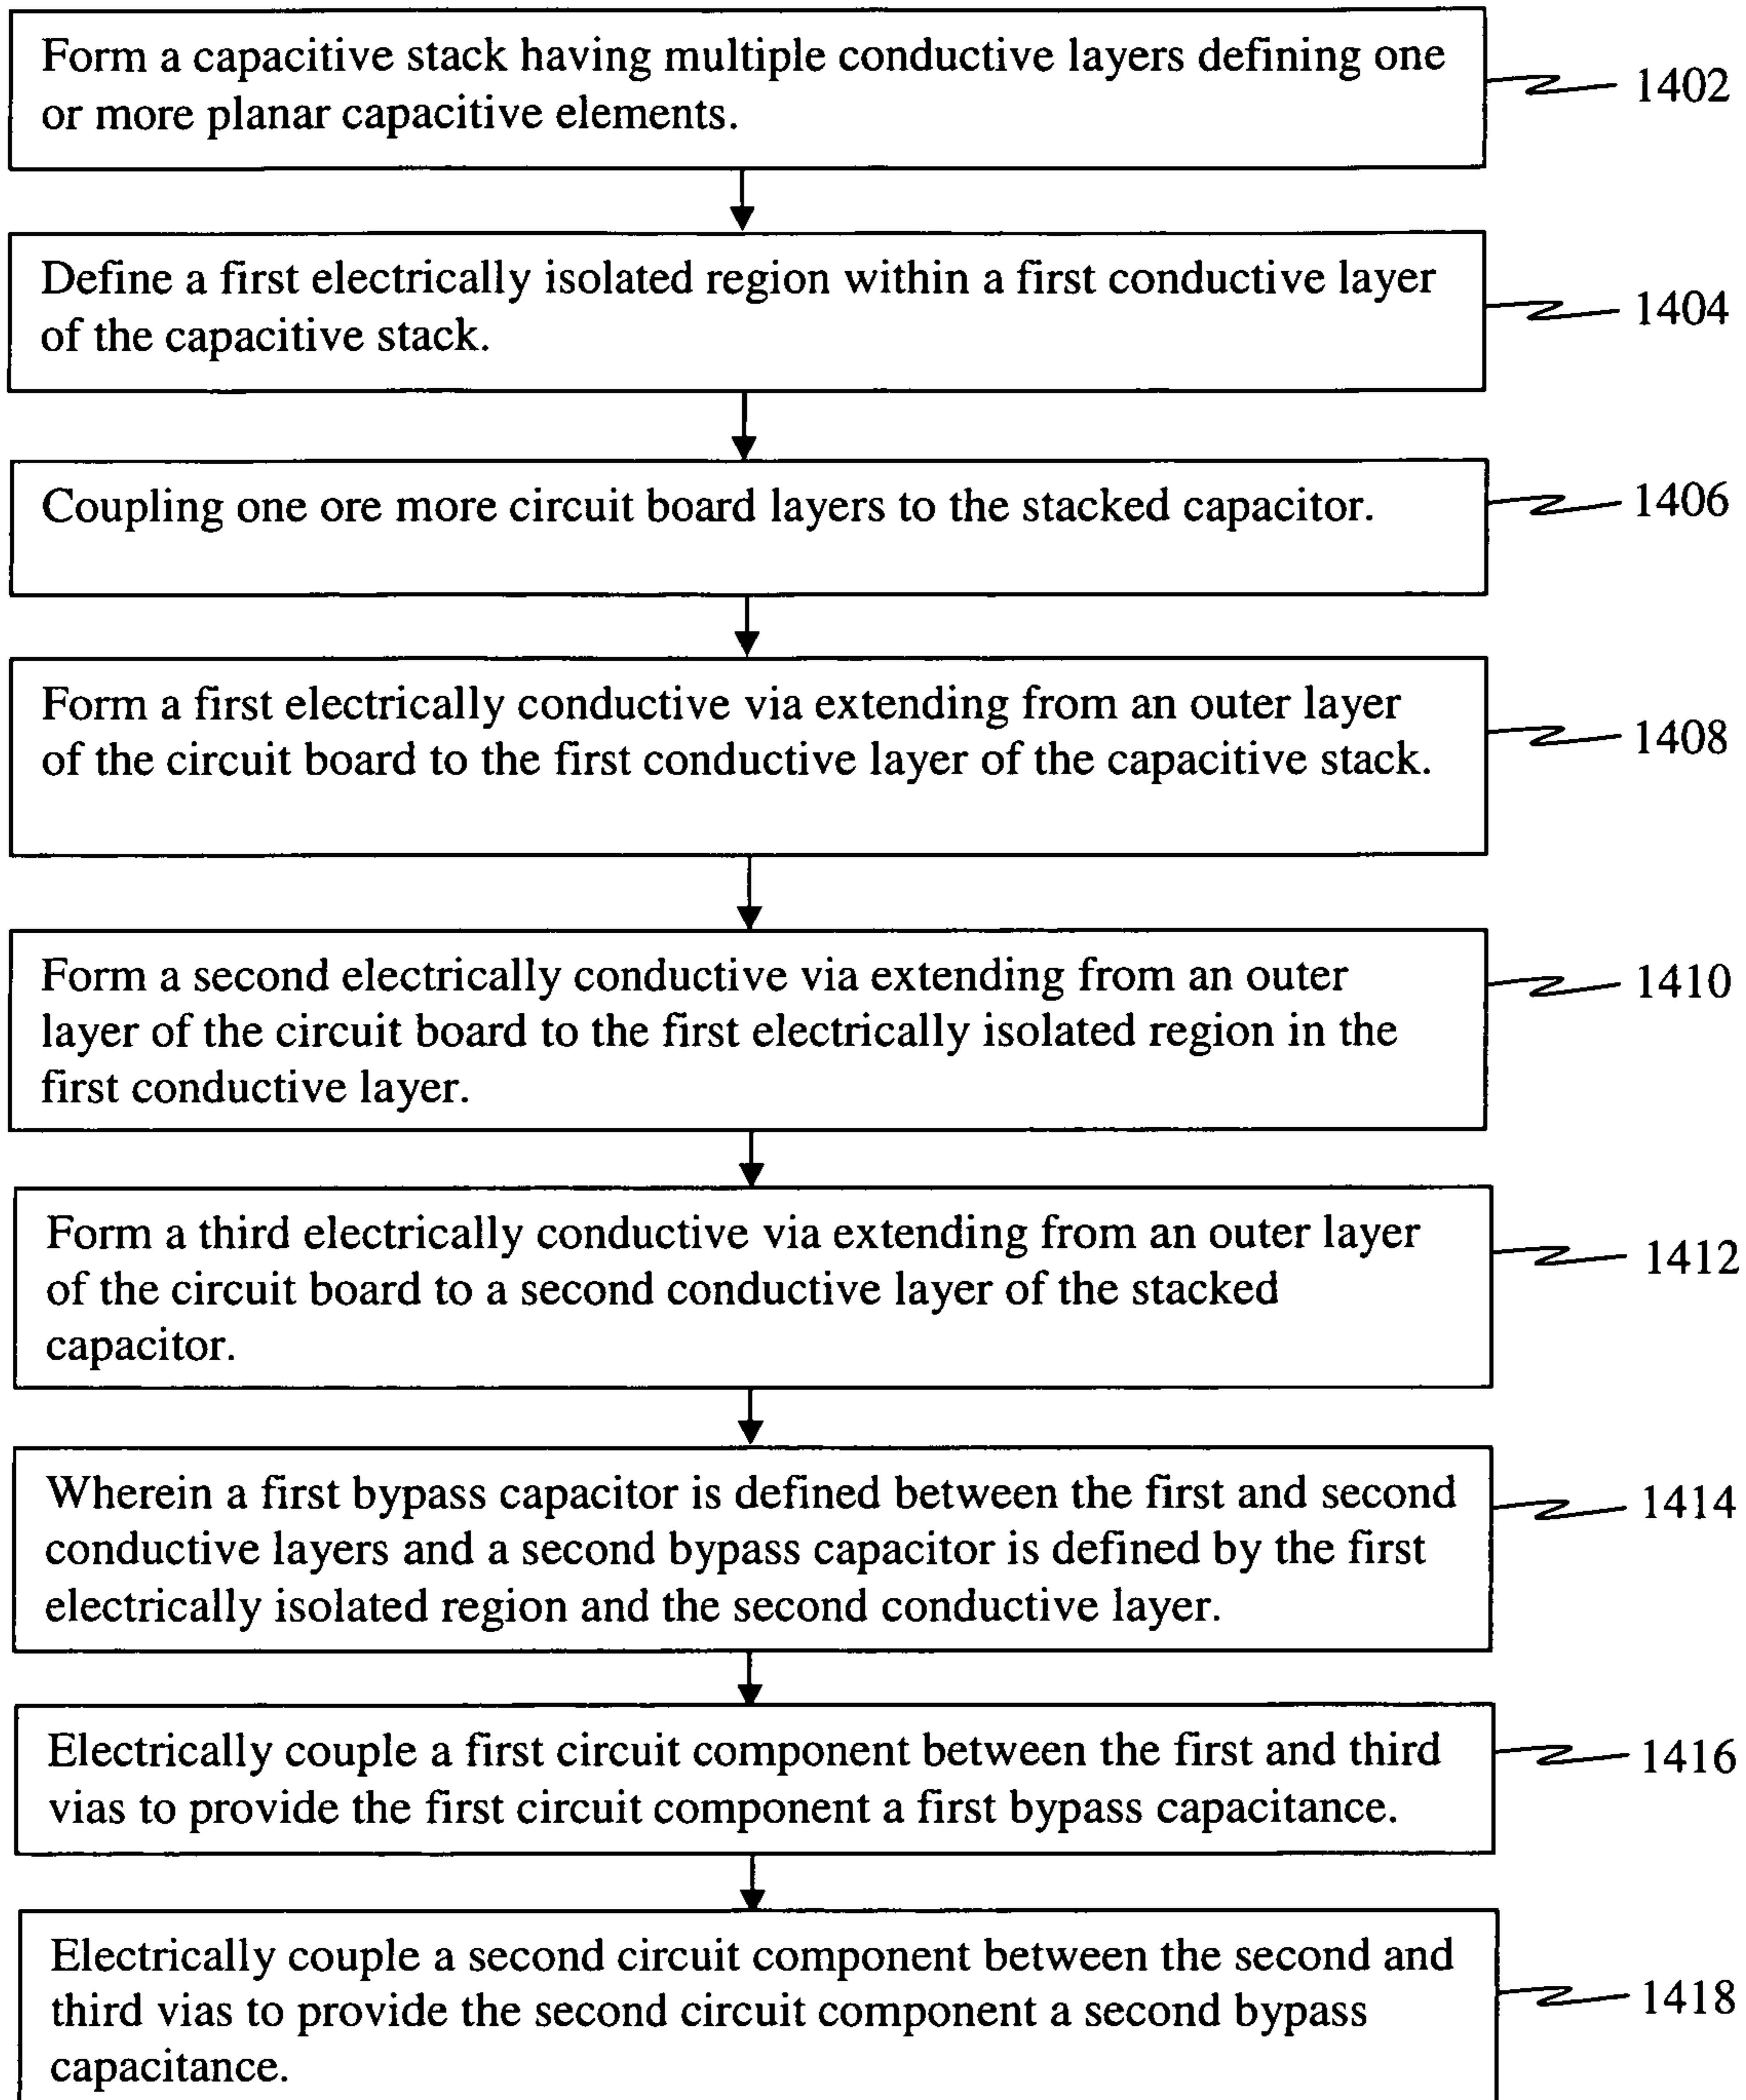 Form a capacitive stack having multiple conductive layers defining one
or more planar capacitive elements.
1402
Define a first electrically isolated region within a first conductive layer
of the capacitive stack.
1404
Coupling one ore more circuit board layers to the stacked capacitor.
1406
Form a first electrically conductive via extending from an outer layer
of the circuit board to the first conductive layer of the capacitive stack.
1408
Form a second electrically conductive via extending from an outer
layer of the circuit board to the first electrically isolated region in the
first conductive layer.
1410
Form a third electrically conductive via extending from an outer layer
of the circuit board to a second conductive layer of the stacked
capacitor.
1412
Wherein a first bypass capacitor is defined between the first and second
conductive layers and a second bypass capacitor is defined by the first
electrically isolated region and the second conductive layer.
1414
Electrically couple a first circuit component between the first and third
vias to provide the first circuit component a first bypass capacitance.
1416
Electrically couple a second circuit component between the second and
third vias to provide the second circuit component a second bypass
capacitance.
1418